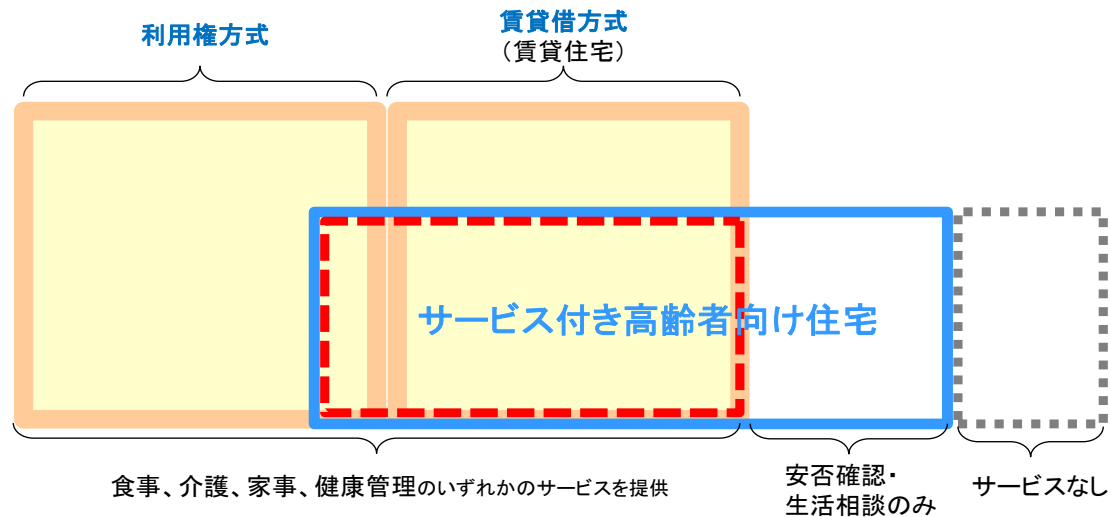 利用権方式
賃貸借方式
(賃貸住宅)
サービス付き高齢者向け住宅
食事、介護、家事、健康管理のいずれかのサービスを提供
安否確認・
生活相談のみ
サービスなし